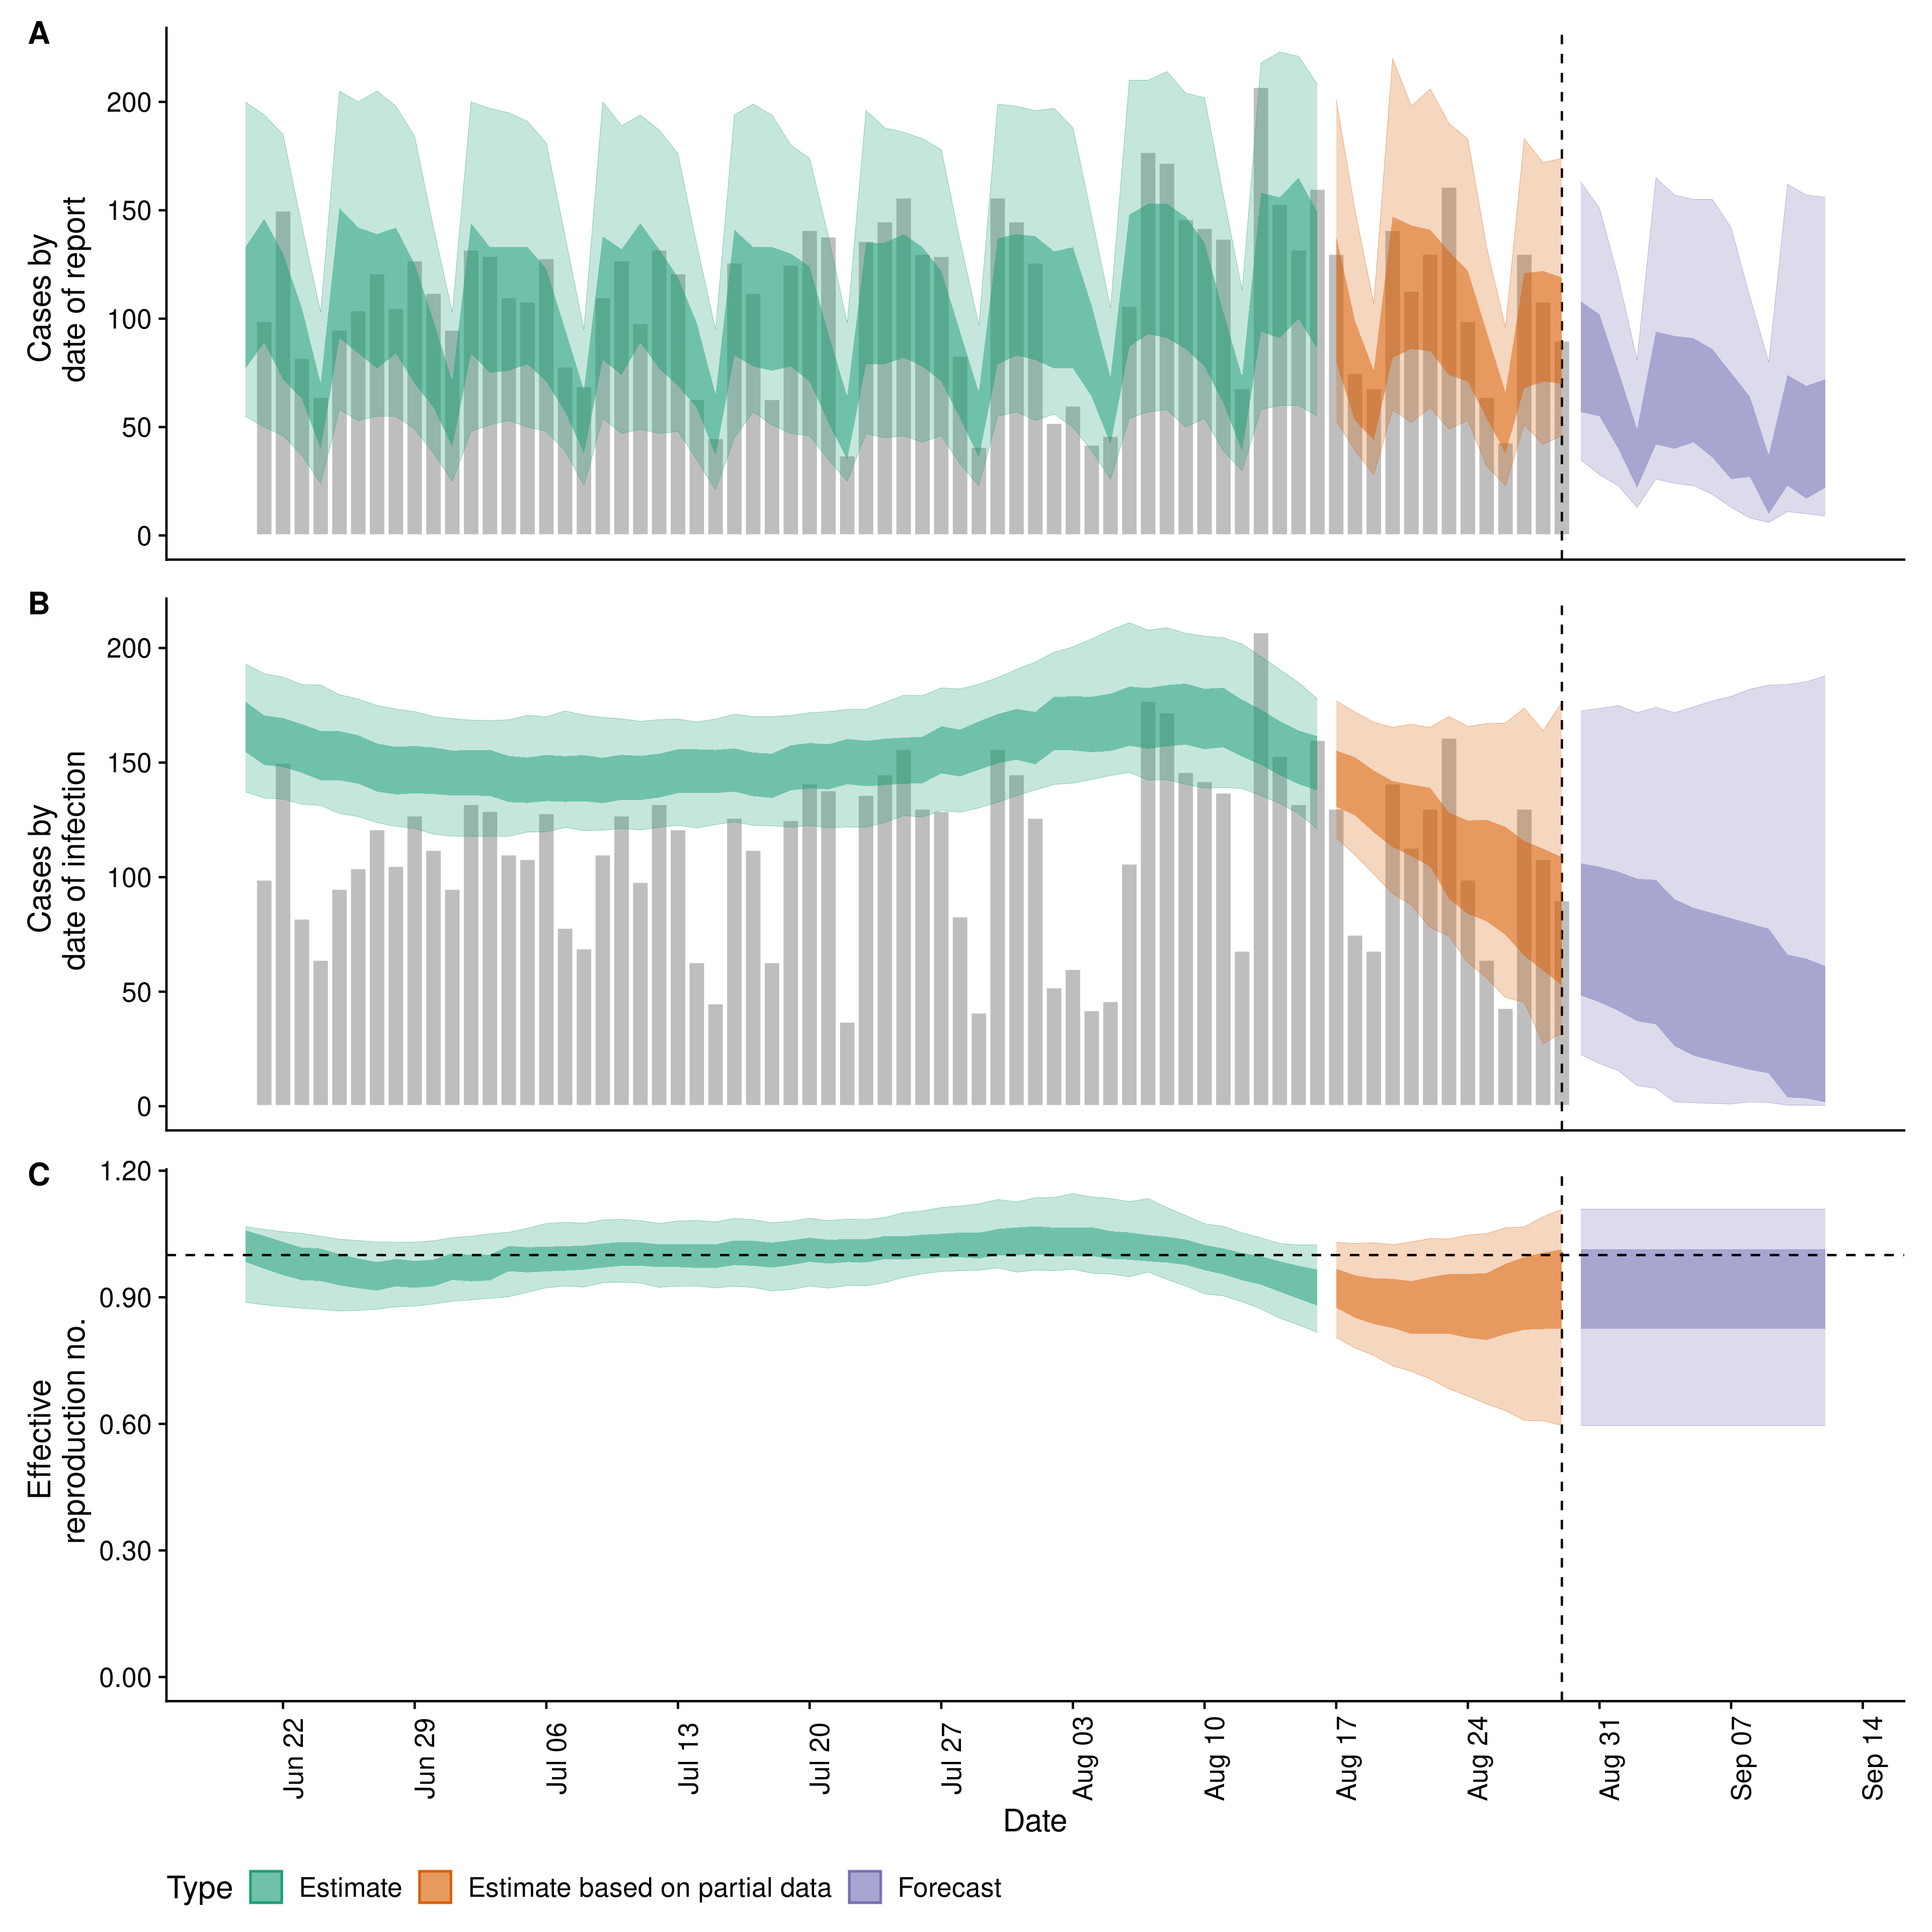 A
Cases by
date of report
200
150
100
50
0
B
Cases by
date of infection
200
150
100
50
0
C
Effective
reproduction no.
1.20
0.90
0.60
0.30
0.00
Jun 22
Jun 29
Jul 06
Jul 13
Jul 20
Jul 27
Aug 03
Aug 10
Aug 17
Aug 24
Aug 31
Sep 07
Sep 14
Date
Type Estimate Estimate based on partial data Forecast